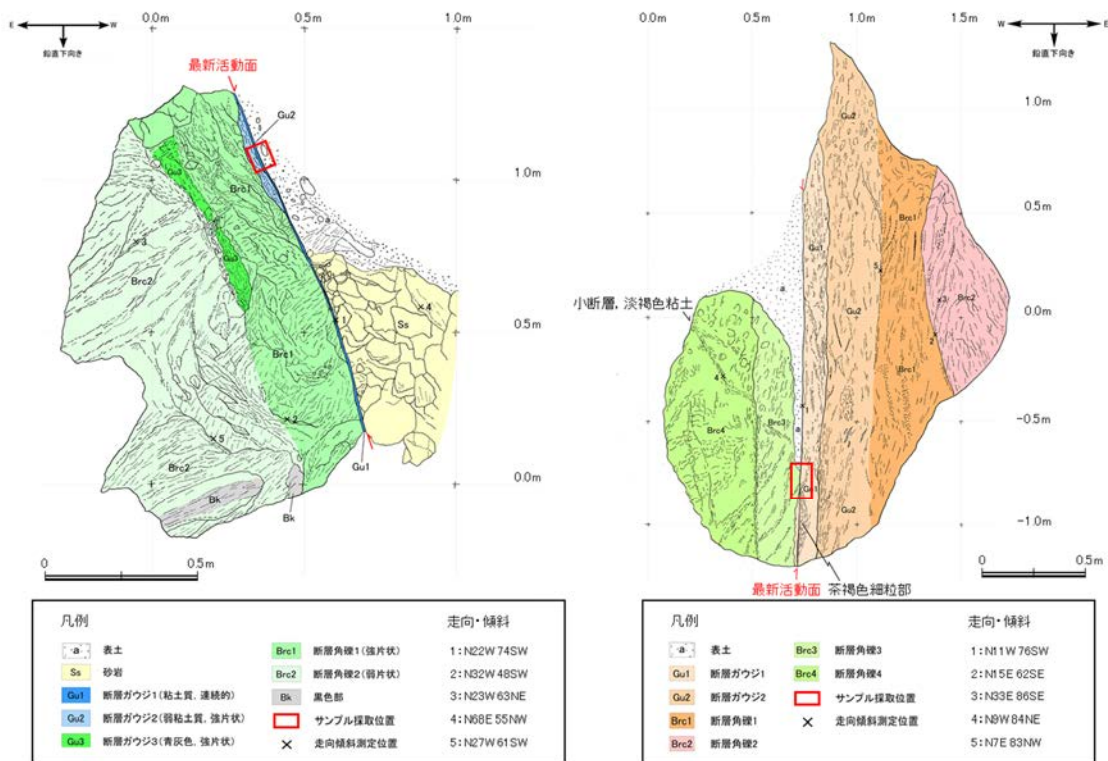 E W
鉛直下向き
0.0m 0.5m 1.0m
最新活動面
Gu2
1.0m
Gu3
Brc1
a
×3
Gu3
×4
Brc2
Ss
0.5m
×1
Brc1
×2
×5
Brc2
Gu1
0.0m
Bk
Bk
0 0.5m
凡例 走向・傾斜
a 表土
Ss 砂岩
Gu1 断層ガウジ1(粘土質, 連続的)
Gu2 断層ガウジ2(弱粘土質, 強片状)
Gu3 断層ガウジ3(青灰色, 強片状)
Brc1 断層角礫1(強片状)
Brc2 断層角礫2(弱片状)
Bk 黒色部
サンプル採取位置
× 走向傾斜測定位置
1:N22W 74SW
2:N32W 48SW
3:N23W 63NE
4:N68E 55NW
5:N27W 61SW
0.0m 0.5m 1.0m 1.5m
W E
鉛直下向き
1.0m
Gu2
0.5m
Brc1
Gu1
5×
a
×3
Brc2
小断層, 淡褐色粘土
0.0m
Gu2
2×
4×
Brc1
×1
-0.5m
Brc3
Brc4
a
Gu1
Gu2
-1.0m
最新活動面 茶褐色細粒部
0 0.5m
凡例 走向・傾斜
a 表土
Gu1 断層ガウジ1
Gu2 断層ガウジ2
Brc1 断層角礫1
Brc2 断層角礫2
Brc3 断層角礫3
Brc4 断層角礫4
サンプル採取位置
× 走向傾斜測定位置
1:N11W 76SW
2:N15E 62SE
3:N33E 86SE
4:N9W 84NE
5:N7E 83NW